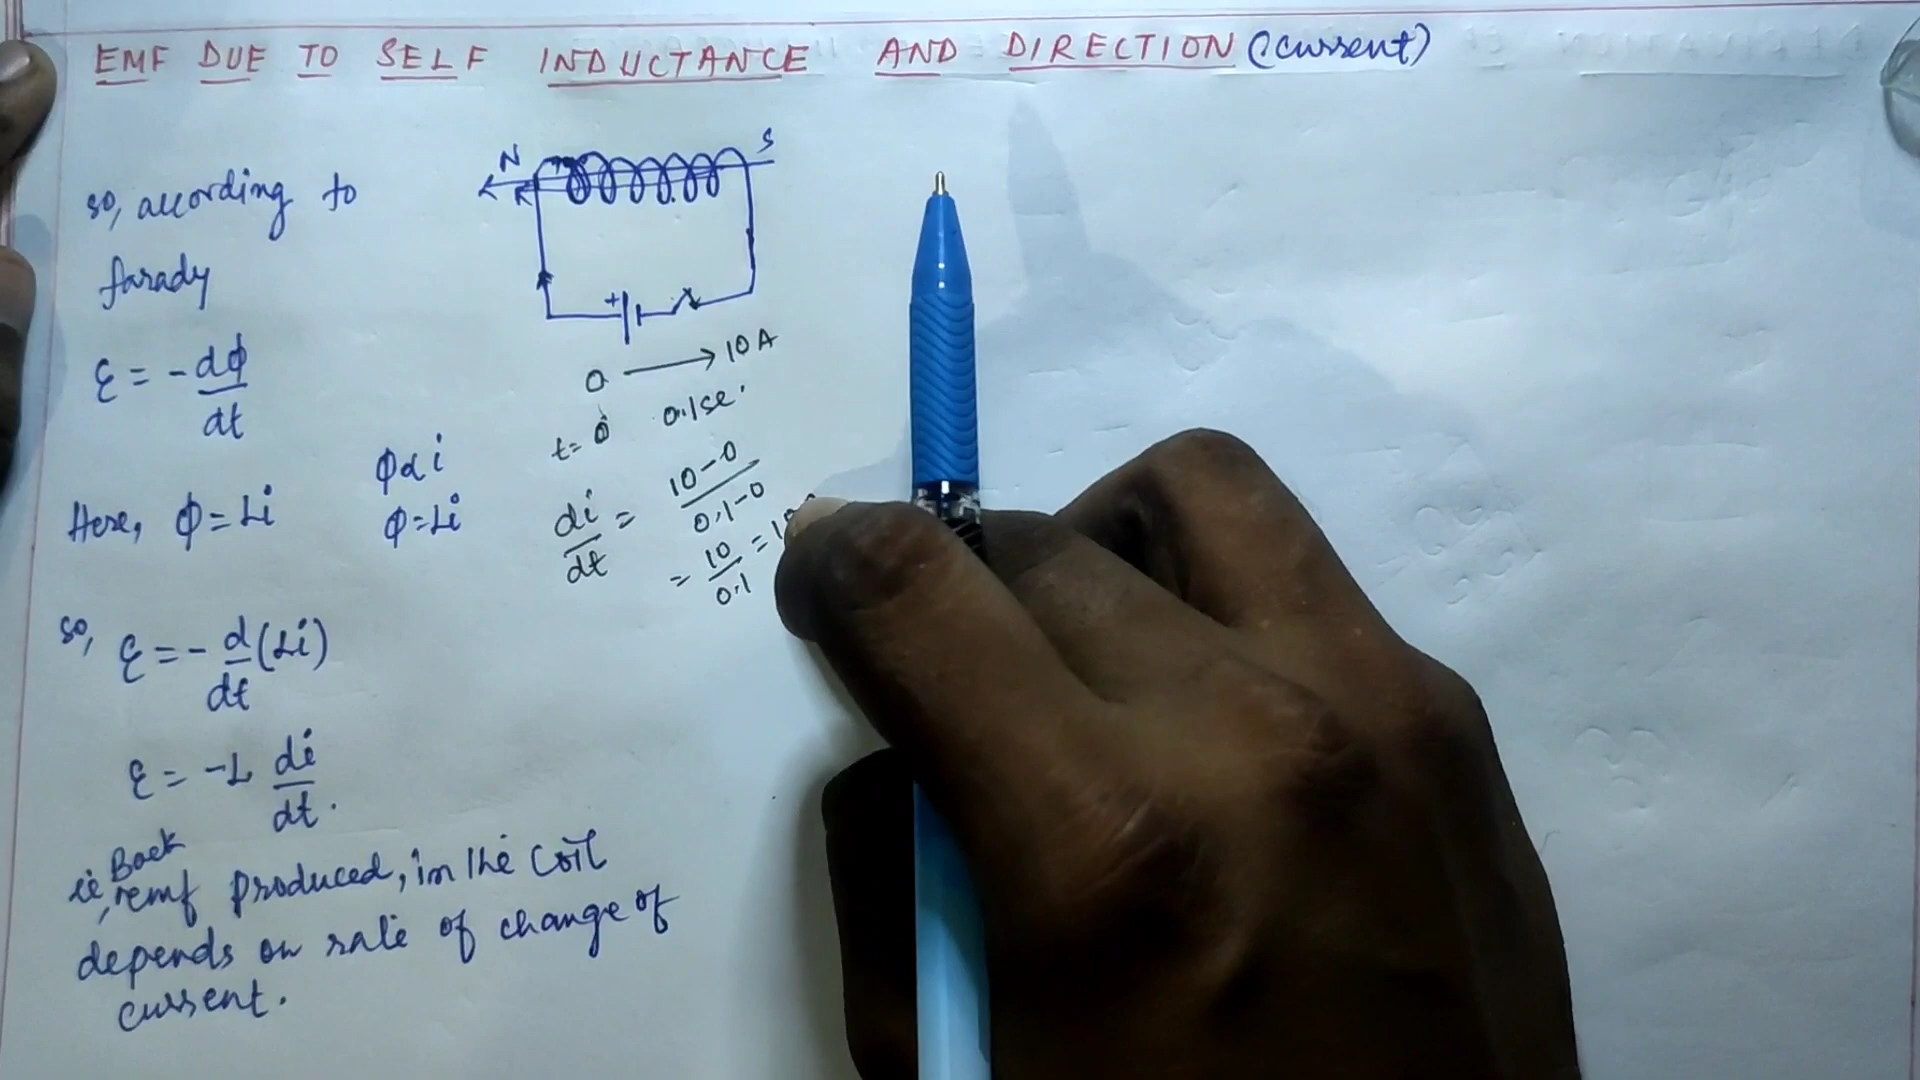 EMF DUE TO SELF INDUCTANCE AND DIRECTION (current)
N S
so, according to
farady
+
ε = -dφ/dt
0 → 10 A
t= 0 0.1se.
φ α i
Here, φ = Li φ = Li
di/dt = 10-0/0.1-0
= 10/0.1 =
so, ε = - d/dt (Li)
ε = -L di/dt.
Back
ie, emf produced, in the coil
depends on rate of change of
current.